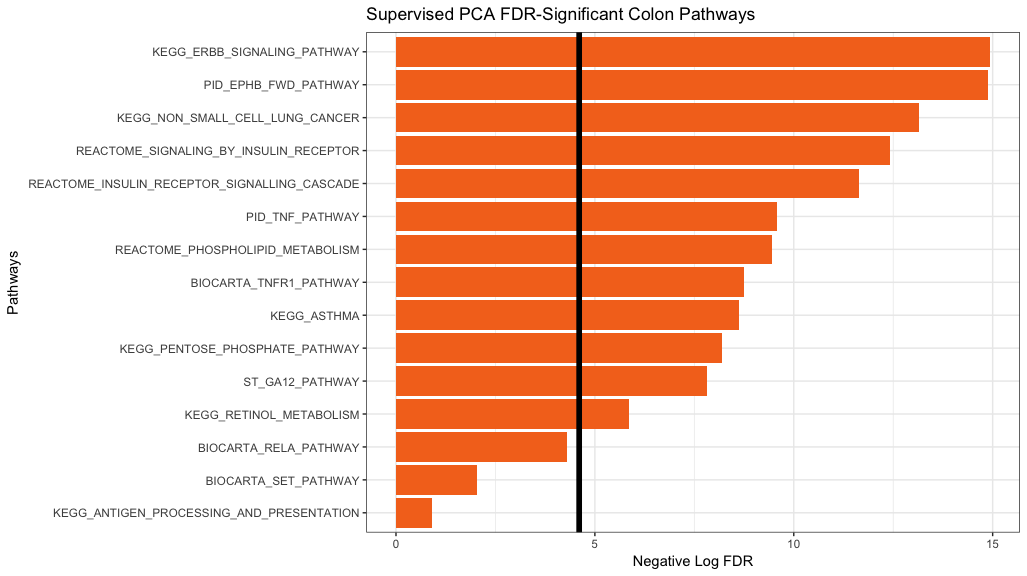 Supervised PCA FDR-Significant Colon Pathways
Pathways
KEGG_ERBB_SIGNALING_PATHWAY
PID_EPHB_FWD_PATHWAY
KEGG_NON_SMALL_CELL_LUNG_CANCER
REACTOME_SIGNALING_BY_INSULIN_RECEPTOR
REACTOME_INSULIN_RECEPTOR_SIGNALLING_CASCADE
PID_TNF_PATHWAY
REACTOME_PHOSPHOLIPID_METABOLISM
BIOCARTA_TNFR1_PATHWAY
KEGG_ASTHMA
KEGG_PENTOSE_PHOSPHATE_PATHWAY
ST_GA12_PATHWAY
KEGG_RETINOL_METABOLISM
BIOCARTA_RELA_PATHWAY
BIOCARTA_SET_PATHWAY
KEGG_ANTIGEN_PROCESSING_AND_PRESENTATION
0 5 10 15
Negative Log FDR